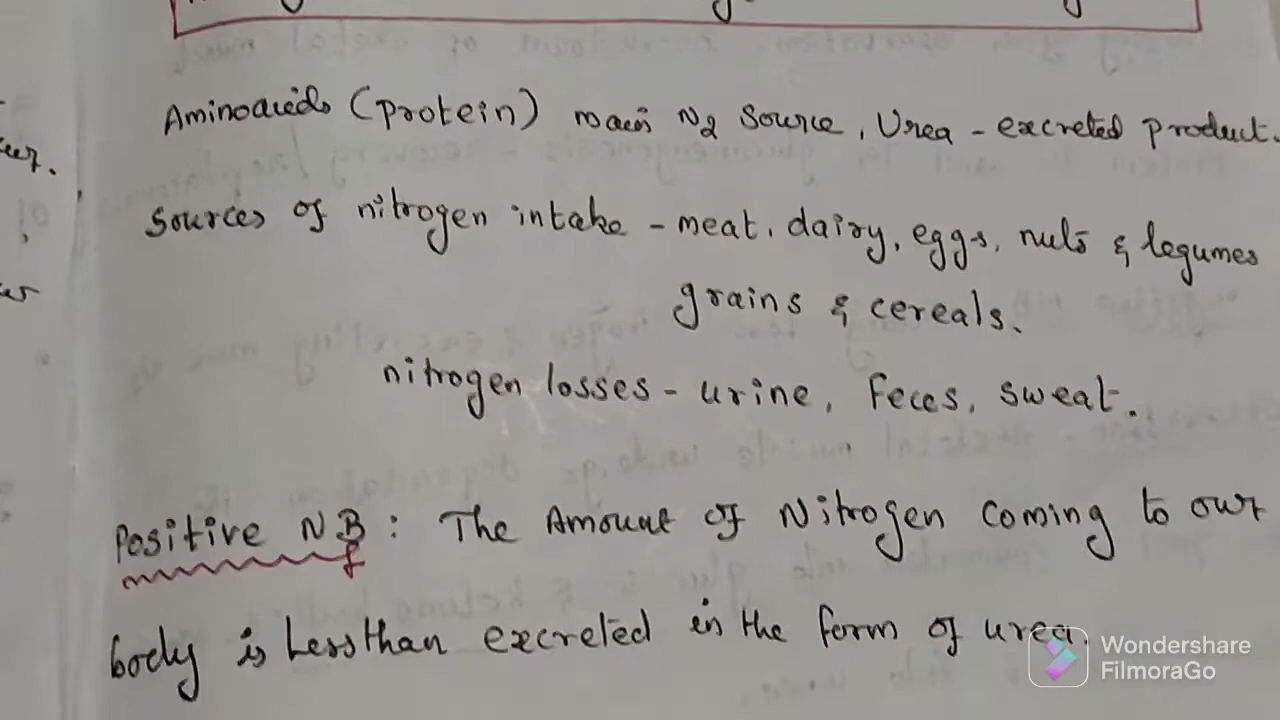 Aminoacids (protein) main N2 source, Urea - excreted product.
Sources of nitrogen intake - meat, dairy, eggs, nuts & legumes
grains & cereals.
nitrogen losses - urine, feces, sweat.
Positive NB : The Amount of Nitrogen coming to our
body is Lessthan excreted in the form of urea.
Wondershare
FilmoraGo